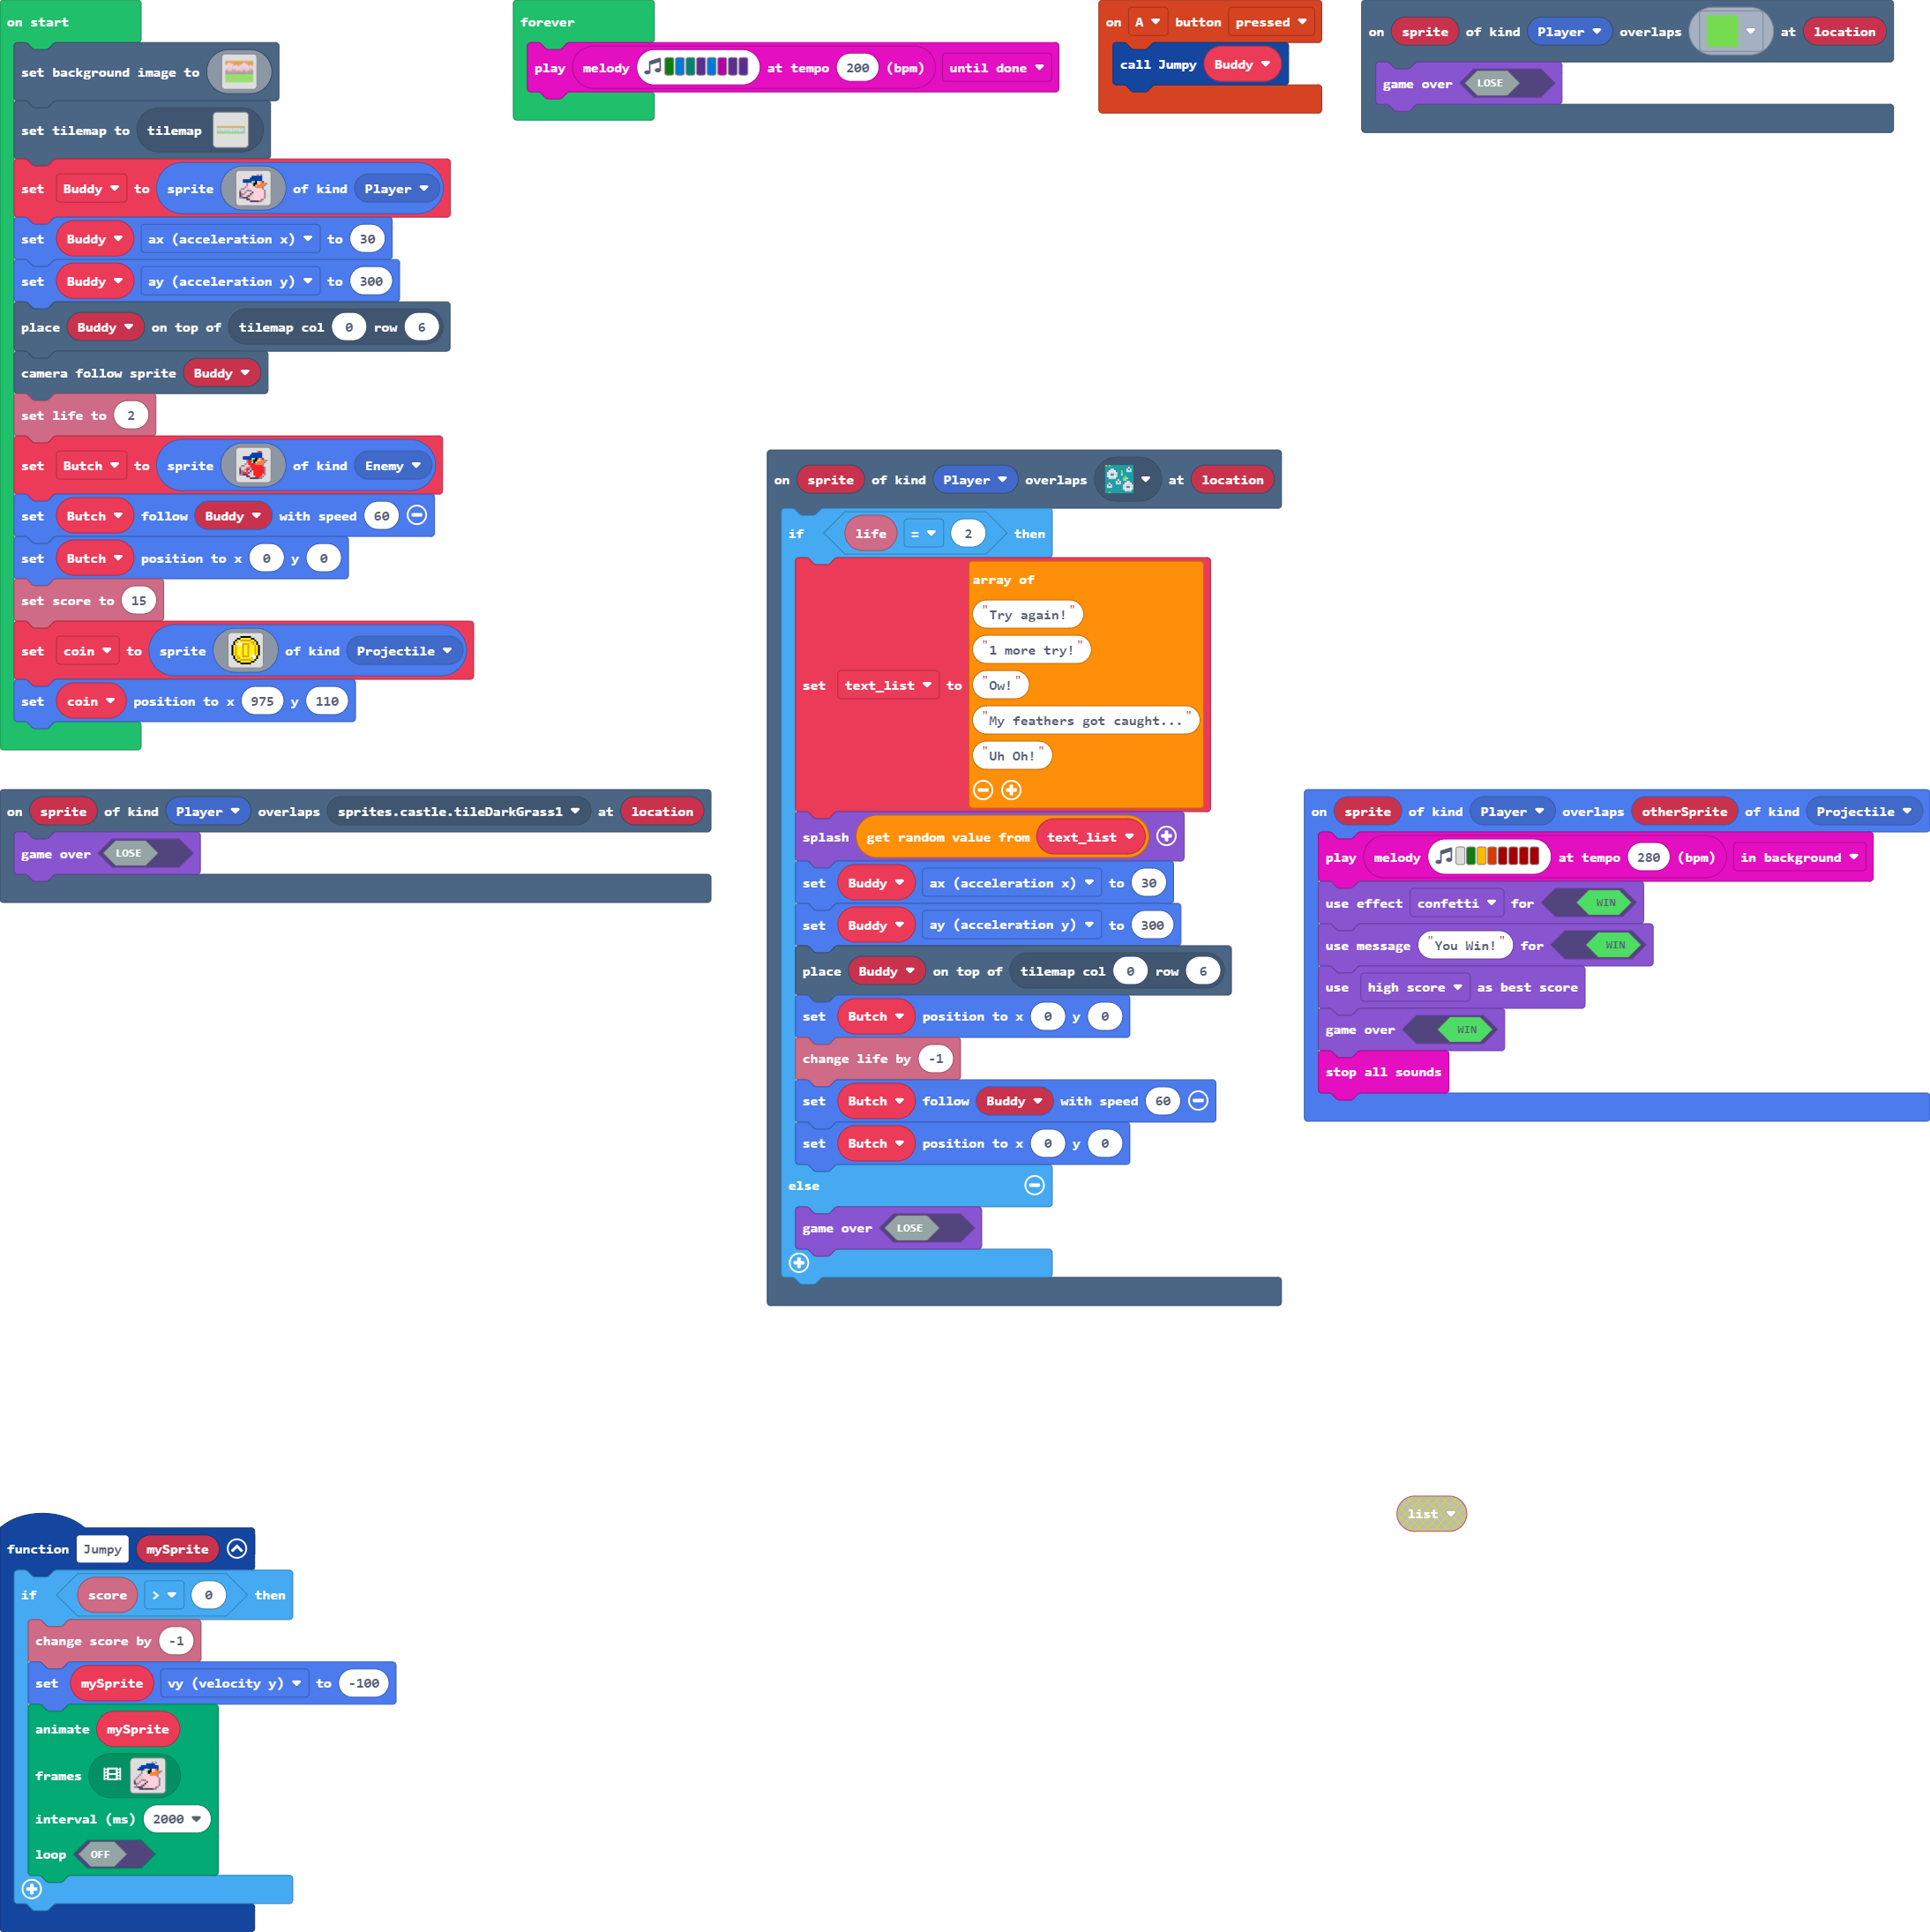 on start
set background image to
set tilemap to tilemap
set Buddy to sprite of kind Player
set Buddy ax (acceleration x) to 30
set Buddy ay (acceleration y) to 300
place Buddy on top of tilemap col 0 row 6
camera follow sprite Buddy
set life to 2
set Butch to sprite of kind Enemy
set Butch follow Buddy with speed 60
set Butch position to x 0 y 0
set score to 15
set coin to sprite of kind Projectile
set coin position to x 975 y 110
forever
play melody at tempo 200 (bpm) until done
on A button pressed
call Jumpy Buddy
on sprite of kind Player overlaps at location
game over LOSE
on sprite of kind Player overlaps at location
if life = 2 then
set text_list to array of
"Try again!"
"1 more try!"
"Ow!"
"My feathers got caught..."
"Uh Oh!"
splash get random value from text_list
set Buddy ax (acceleration x) to 30
set Buddy ay (acceleration y) to 300
place Buddy on top of tilemap col 0 row 6
set Butch position to x 0 y 0
change life by -1
set Butch follow Buddy with speed 60
set Butch position to x 0 y 0
else
game over LOSE
on sprite of kind Player overlaps sprites.castle.tileDarkGrass1 at location
game over LOSE
on sprite of kind Player overlaps otherSprite of kind Projectile
play melody at tempo 280 (bpm) in background
use effect confetti for WIN
use message "You Win!" for WIN
use high score as best score
game over WIN
stop all sounds
list
function Jumpy mySprite
if score > 0 then
change score by -1
set mySprite vy (velocity y) to -100
animate mySprite
frames
interval (ms) 2000
loop OFF